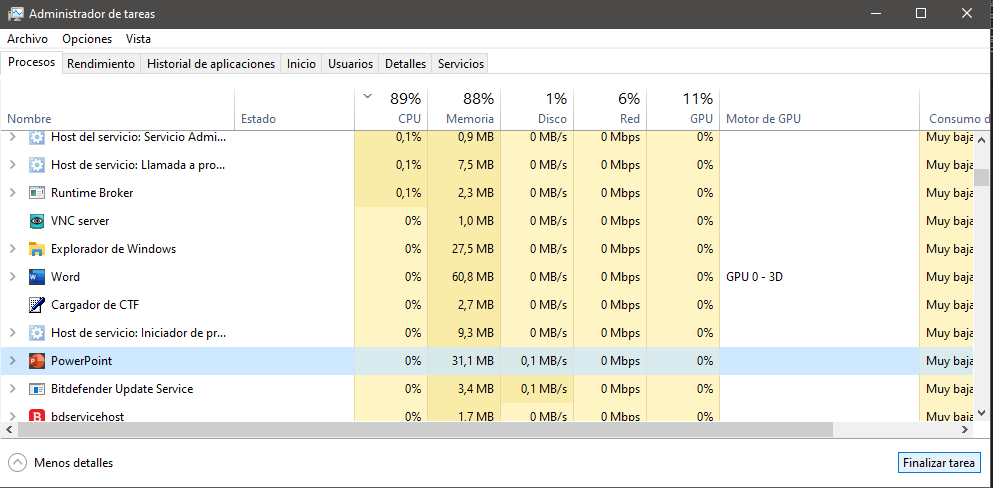 Administrador de tareas
Archivo Opciones Vista
Procesos Rendimiento Historial de aplicaciones Inicio Usuarios Detalles Servicios
89% 88% 1% 6% 11%
Nombre Estado CPU Memoria Disco Red GPU Motor de GPU Consumo d
Host del servicio: Servicio Admi... 0,1% 0,9 MB 0 MB/s 0 Mbps 0% Muy baja
Host de servicio: Llamada a pro... 0,1% 7,5 MB 0 MB/s 0 Mbps 0% Muy baja
Runtime Broker 0,1% 2,3 MB 0 MB/s 0 Mbps 0% Muy baja
VNC server 0% 1,0 MB 0 MB/s 0 Mbps 0% Muy baja
Explorador de Windows 0% 27,5 MB 0 MB/s 0 Mbps 0% Muy baja
Word 0% 60,8 MB 0 MB/s 0 Mbps 0% GPU 0 - 3D Muy baja
Cargador de CTF 0% 2,7 MB 0 MB/s 0 Mbps 0% Muy baja
Host de servicio: Iniciador de pr... 0% 9,3 MB 0 MB/s 0 Mbps 0% Muy baja
PowerPoint 0% 31,1 MB 0,1 MB/s 0 Mbps 0% Muy baja
Bitdefender Update Service 0% 3,4 MB 0,1 MB/s 0 Mbps 0% Muy baja
bdservicehost 0% 1,7 MB 0 MB/s 0 Mbps 0% Muy baja
Menos detalles Finalizar tarea